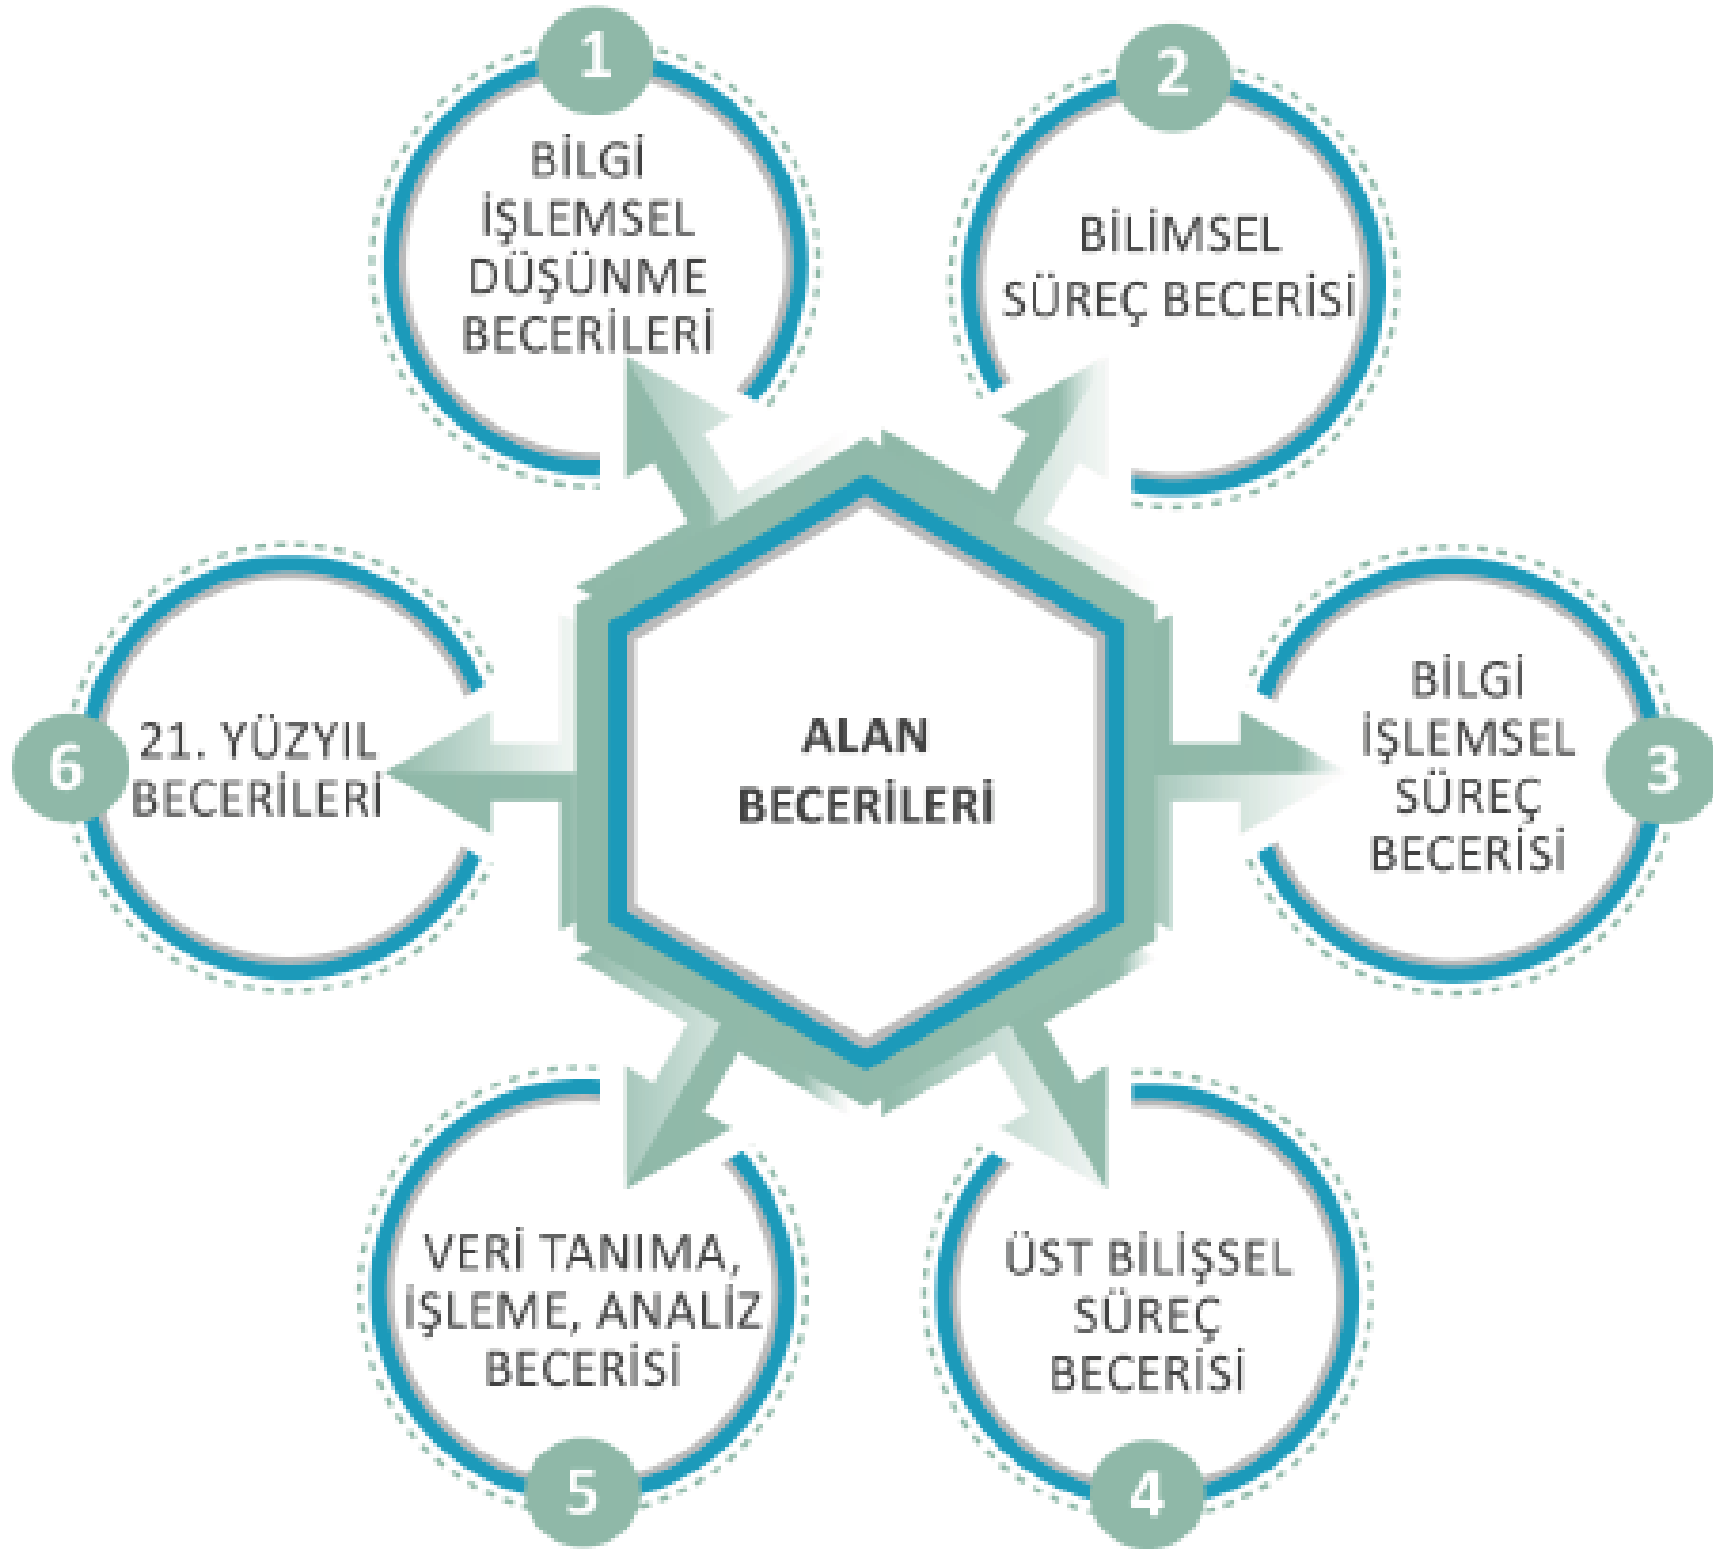 1
BİLGİ
İŞLEMSEL
DÜŞÜNME
BECERİLERİ
2
BİLİMSEL
SÜREÇ BECERİSİ
3
BİLGİ
İŞLEMSEL
SÜREÇ
BECERİSİ
4
ÜST BİLİŞSEL
SÜREÇ
BECERİSİ
5
VERİ TANIMA,
İŞLEME, ANALİZ
BECERİSİ
6
21. YÜZYIL
BECERİLERİ
ALAN
BECERİLERİ